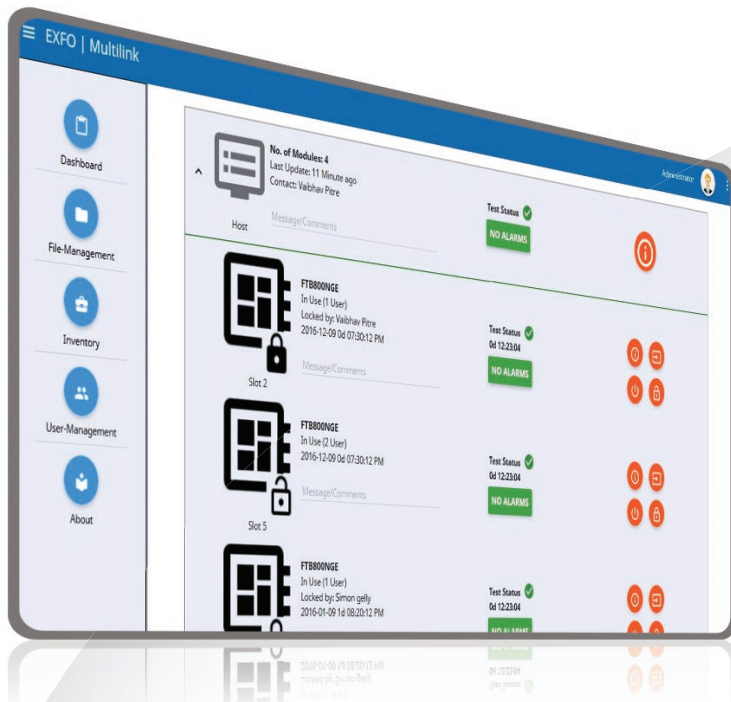 EXFO | Multilink
Administrator
Dashboard
File-Management
Inventory
User-Management
About
No. of Modules: 4
Last Update: 11 Minute ago
Contact: Vaibhav Pitre
Message/Comments
Host
Test Status
NO ALARMS
FTB800NGE
In Use (1 User)
Locked by: Vaibhav Pitre
2016-12-09 0d 07:30:12 PM
Message/Comments
Slot 2
Test Status
0d 12:23:04
NO ALARMS
FTB800NGE
In Use (2 User)
2016-12-09 0d 07:30:12 PM
Message/Comments
Slot 5
Test Status
0d 12:23:04
NO ALARMS
FTB800NGE
In Use (1 User)
Locked by: Simon gelly
2016-01-09 1d 08:20:12 PM
Test Status
0d 12:23:04
NO ALARMS